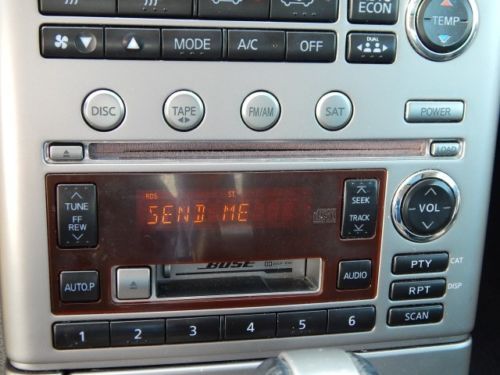 ECON
TEMP
MODE
A/C
OFF
DUAL
DISC
TAPE
FM/AM
SAT
POWER
LOAD
TUNE
FF
REW
RDS
ST
SEND ME
SEEK
TRACK
VOL
BOSE
AUTO.P
AUDIO
PTY CAT
RPT DISP
SCAN
1 2 3 4 5 6